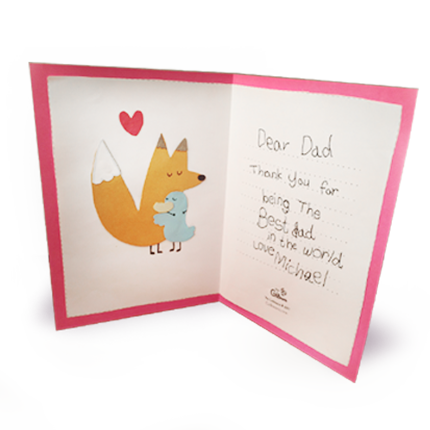 Dear Dad
Thank You for
being The
Best dad
in the world
Love Michael